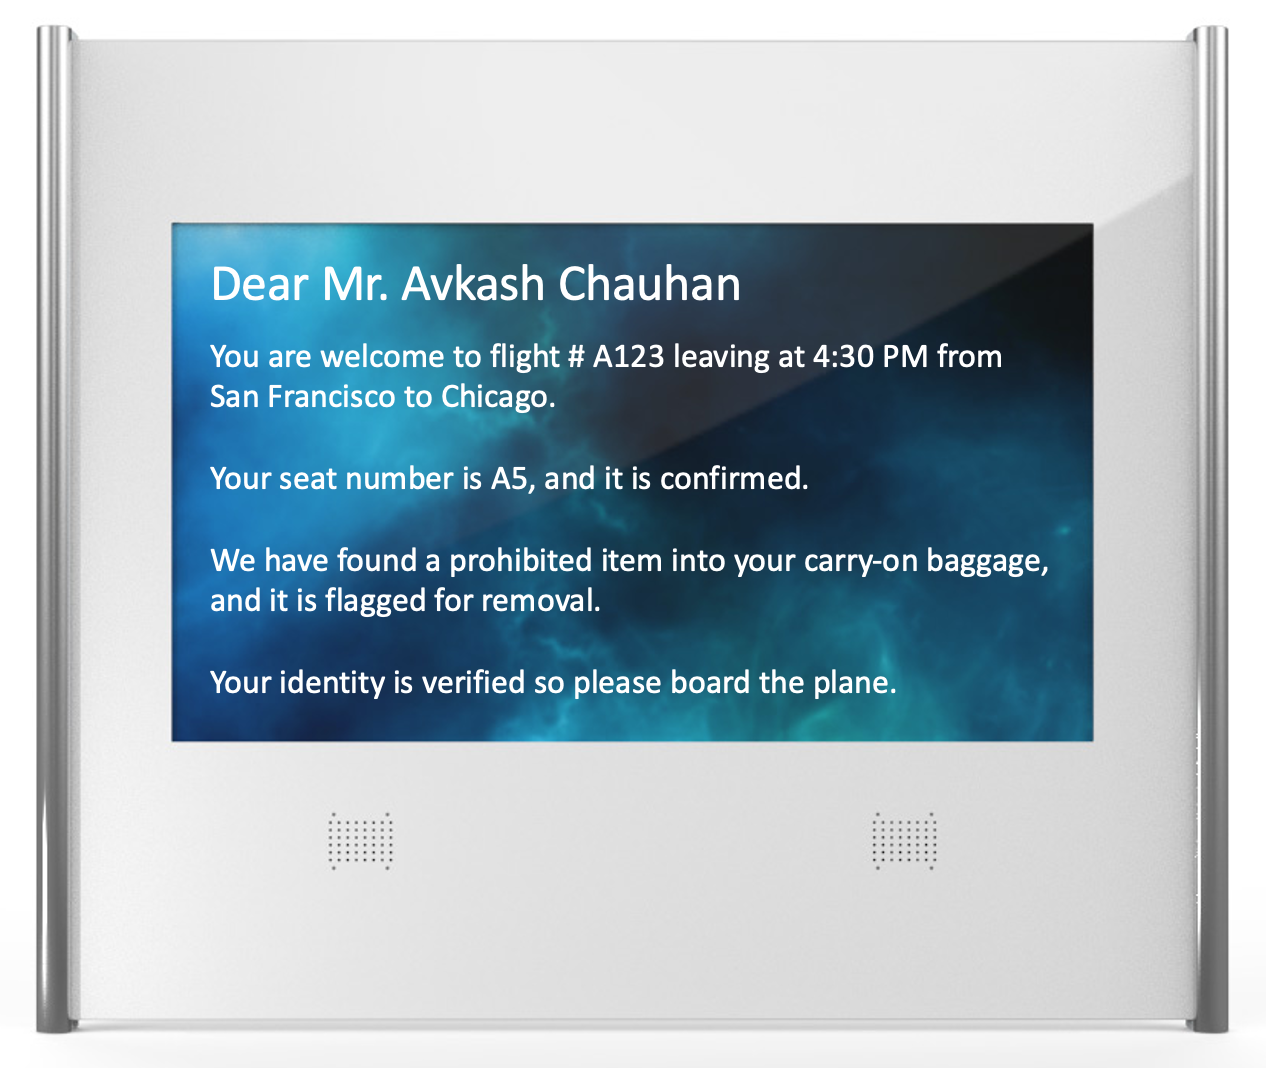 Dear Mr. Avkash Chauhan
You are welcome to flight # A123 leaving at 4:30 PM from
San Francisco to Chicago.
Your seat number is A5, and it is confirmed.
We have found a prohibited item into your carry-on baggage,
and it is flagged for removal.
Your identity is verified so please board the plane.